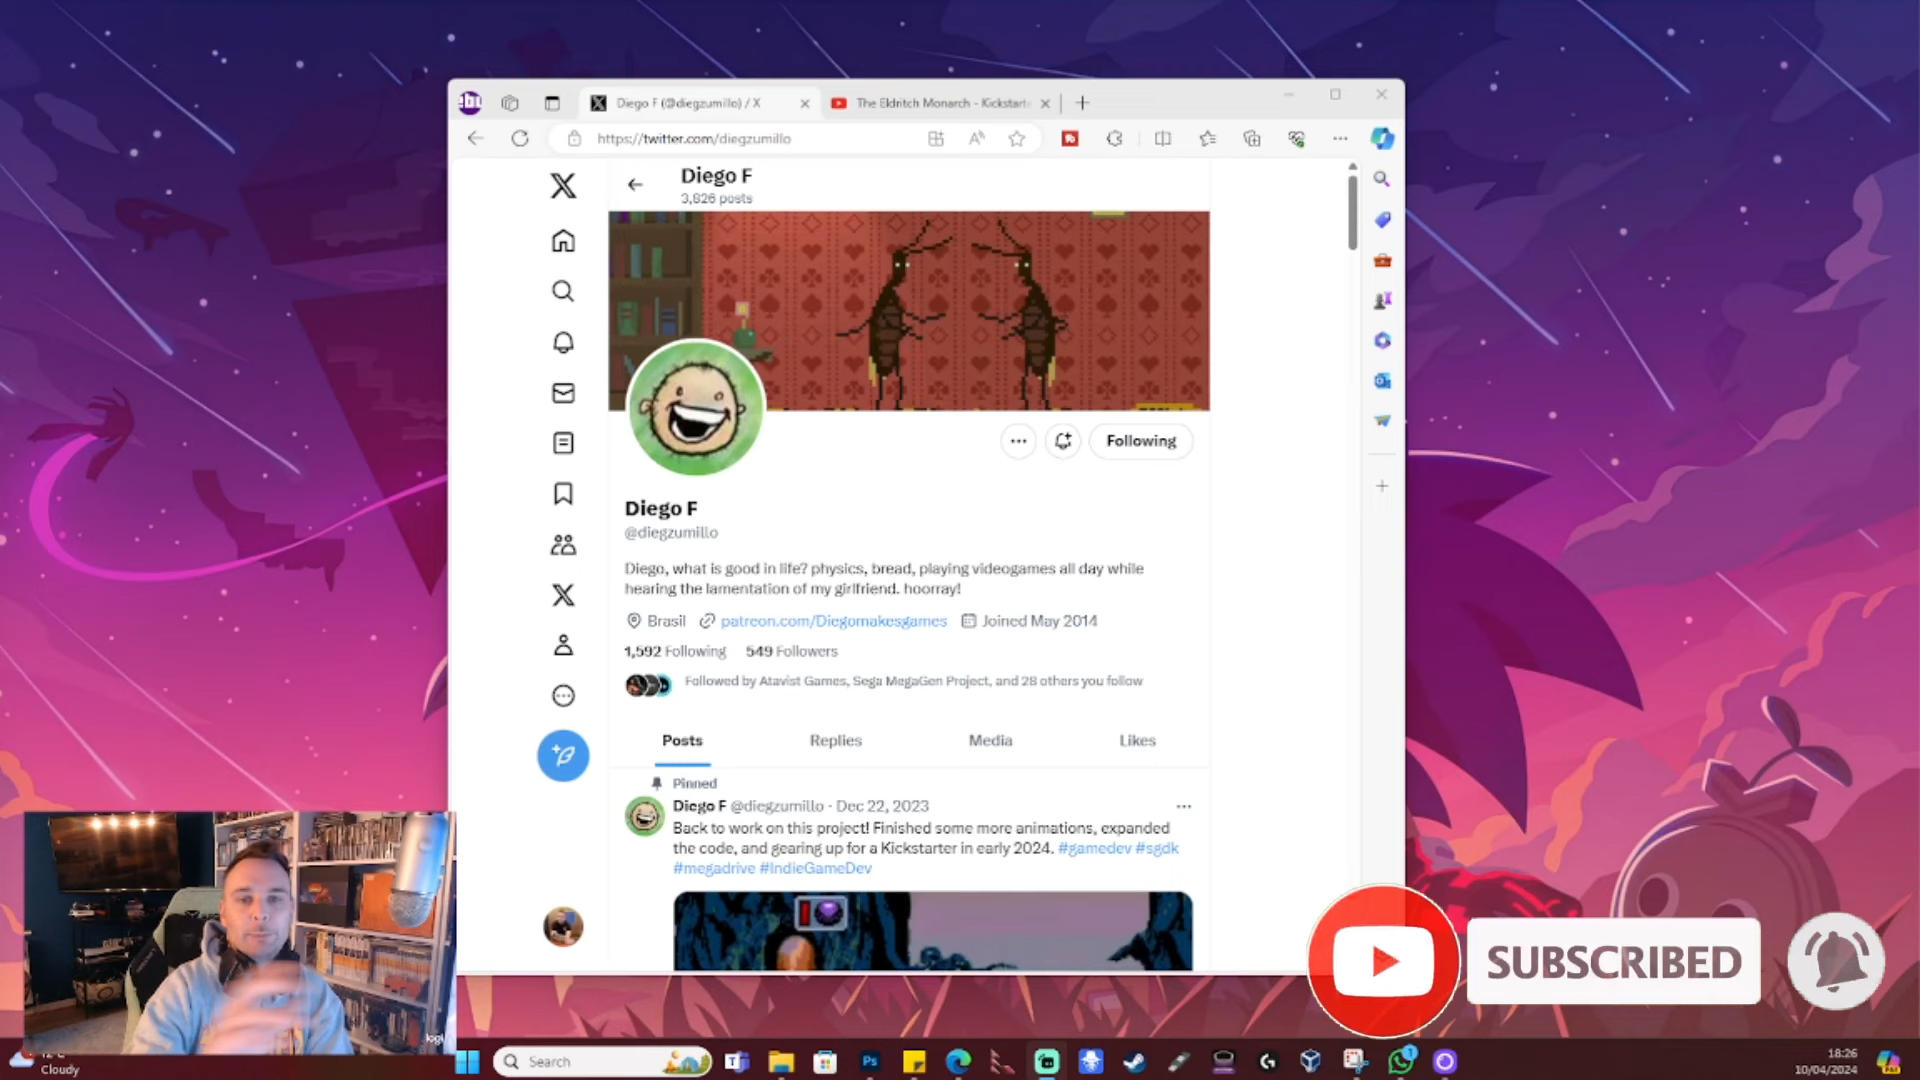 Diego F (@diegzumillo) / X
The Eldritch Monarch - Kickstart
https://twitter.com/diegzumillo
Diego F
3,826 posts
Following
Diego F
@diegzumillo
Diego, what is good in life? physics, bread, playing videogames all day while
hearing the lamentation of my girlfriend. hoorray!
Brasil patreon.com/Diegomakesgames Joined May 2014
1,592 Following 549 Followers
Followed by Atavist Games, Sega MegaGen Project, and 28 others you follow
Posts Replies Media Likes
Pinned
Diego F @diegzumillo · Dec 22, 2023
Back to work on this project! Finished some more animations, expanded
the code, and gearing up for a Kickstarter in early 2024. #gamedev #sgdk
#megadrive #IndieGameDev
SUBSCRIBED
logi
12°C
Cloudy
Search
18:26
10/04/2024